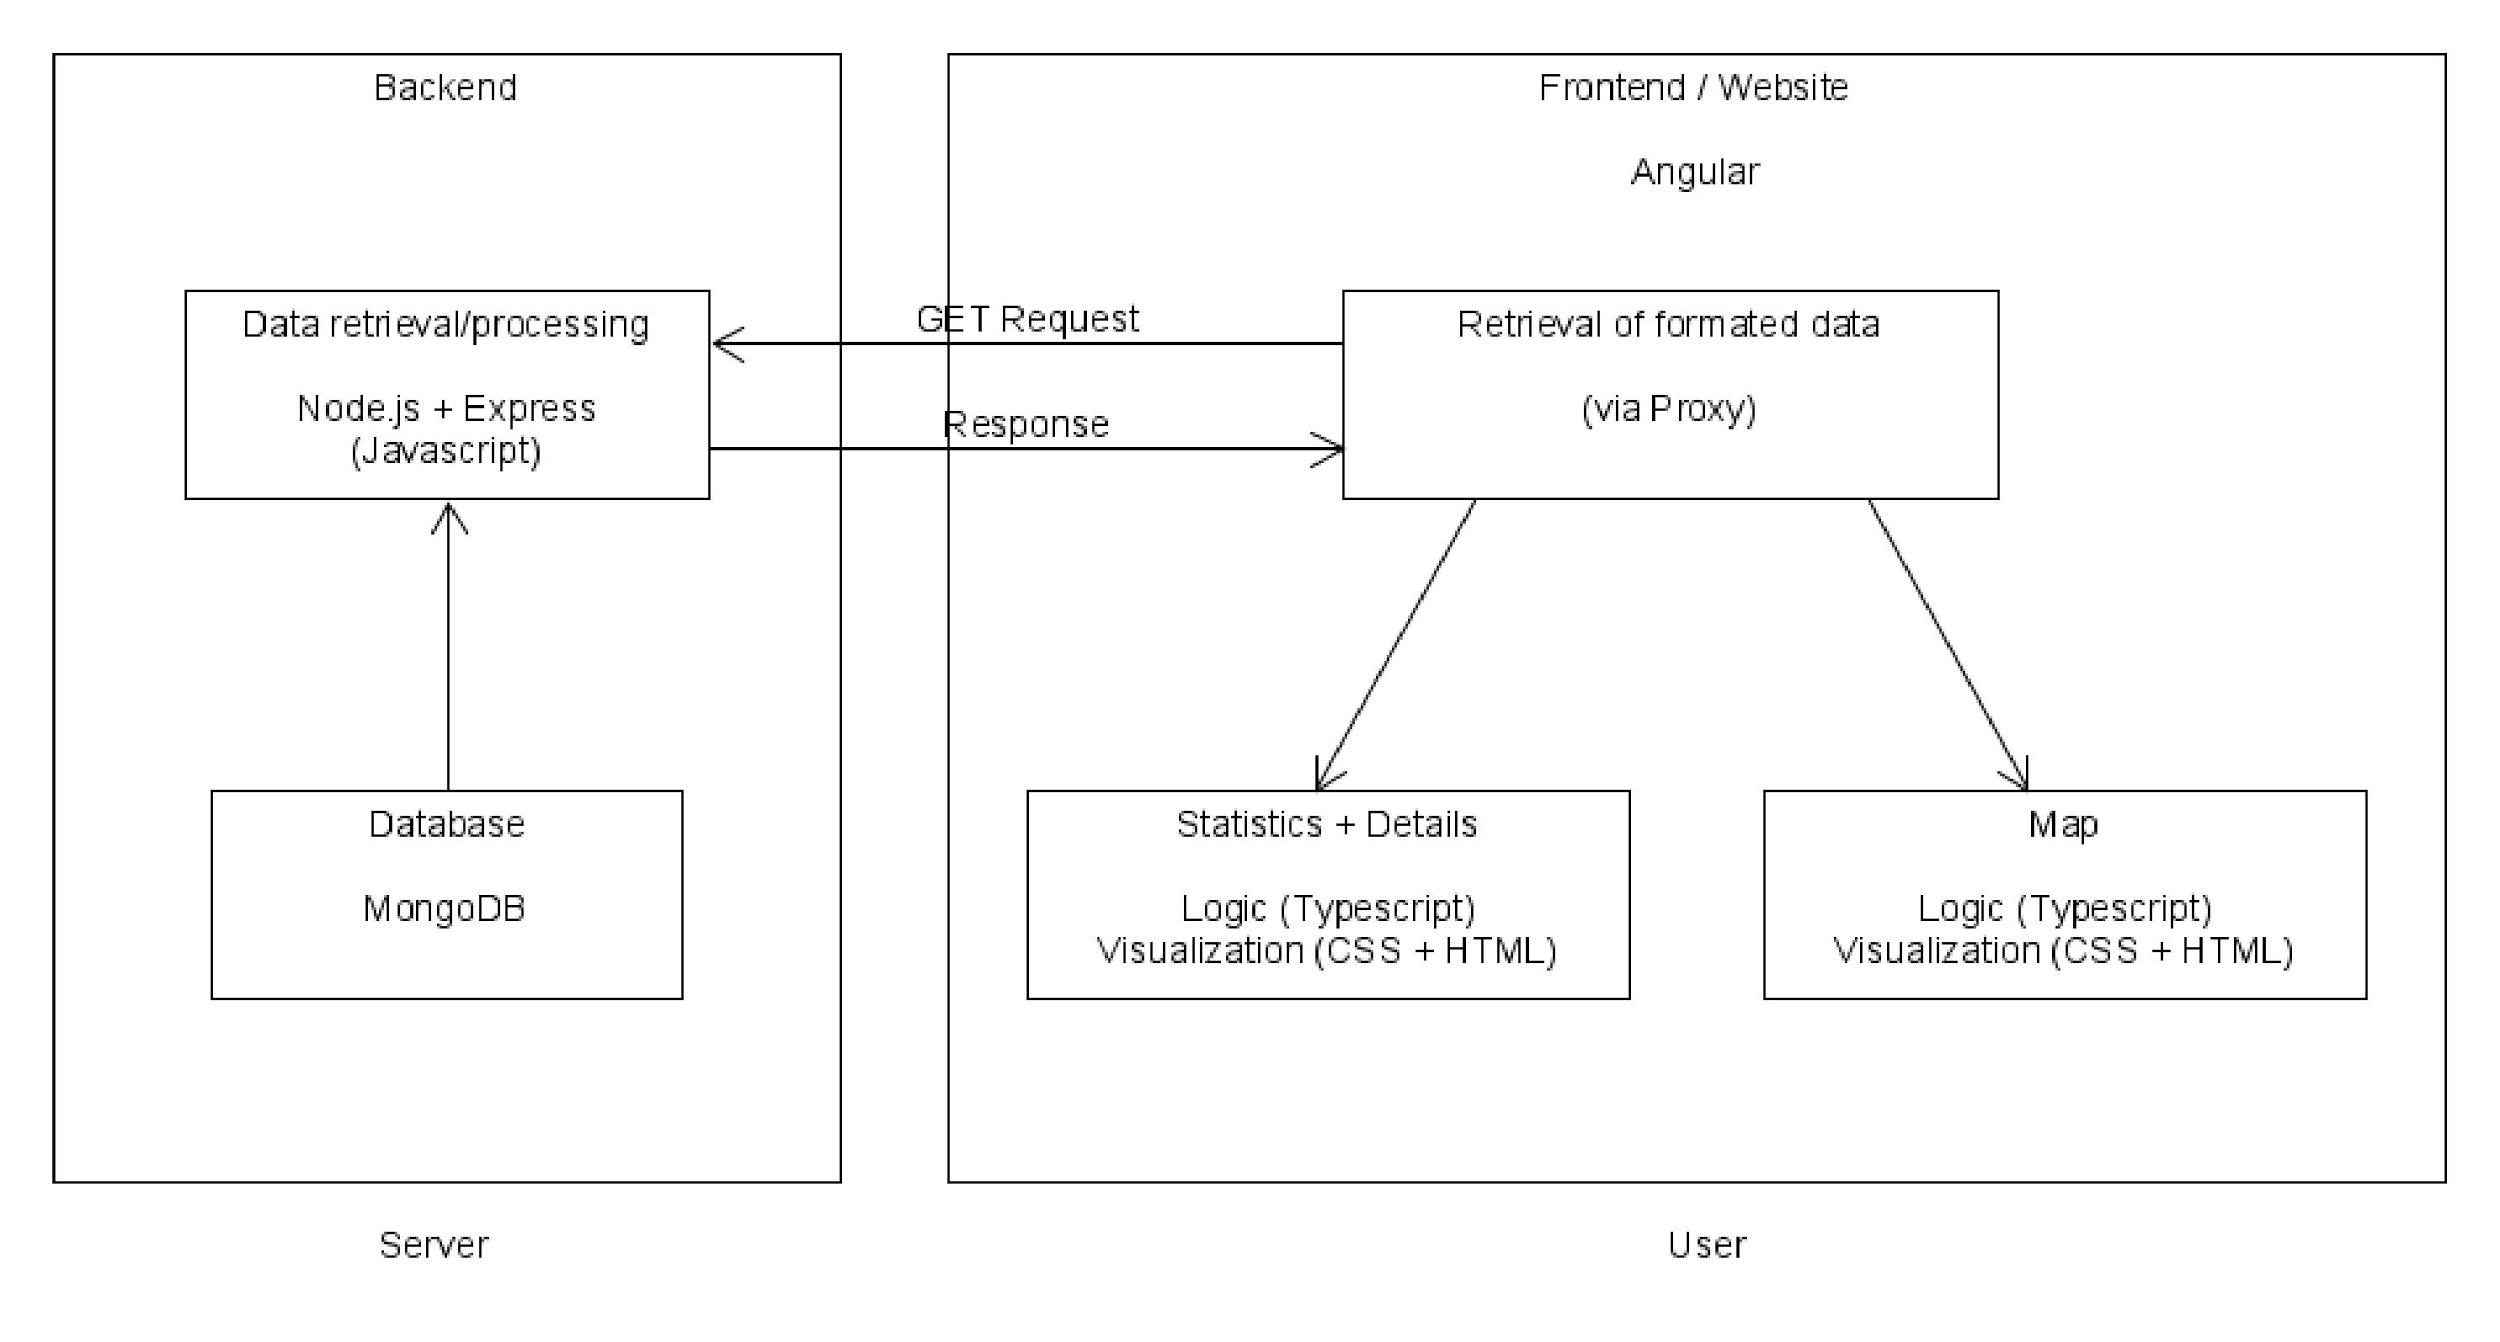 Backend
Data retrieval/processing
Node.js + Express
(Javascript)
Database
MongoDB
Server
GET Request
Response
Frontend / Website
Angular
Retrieval of formated data
(via Proxy)
Statistics + Details
Logic (Typescript)
Visualization (CSS + HTML)
Map
Logic (Typescript)
Visualization (CSS + HTML)
User